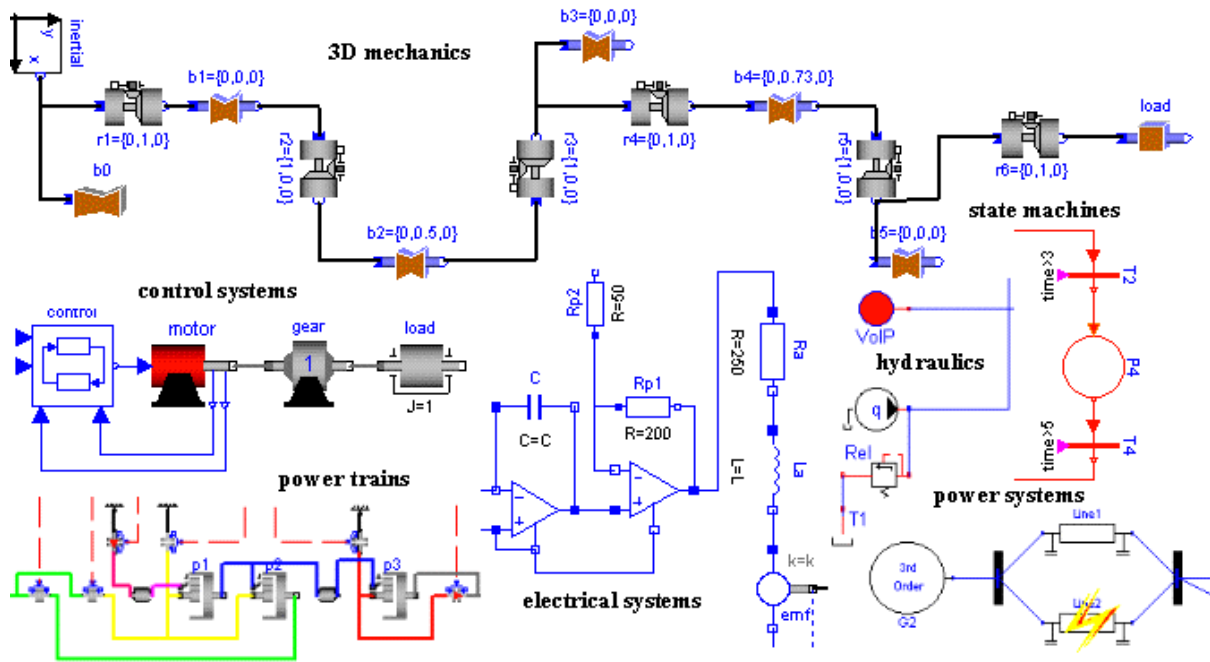 y
x
inertial
3D mechanics
b3={0,0,0}
b1={0,0,0}
b4={0,0.73,0}
load
r1={0,1,0}
r2={1,0,0}
r3={1,0,0}
r4={0,1,0}
r5={1,0,0}
r6={0,1,0}
b0
b2={0,0.5,0}
b5={0,0,0}
state machines
control systems
control
motor
gear
load
1
J=1
Rp2
R=50
C
C=C
Rp1
R=200
R=250
Ra
L=L
La
k=k
emf
electrical systems
VolP
hydraulics
q
Rel
T1
time>3
T2
P4
time>5
T4
power trains
p1
p2
p3
power systems
Line1
3rd
Order
G2
Line2